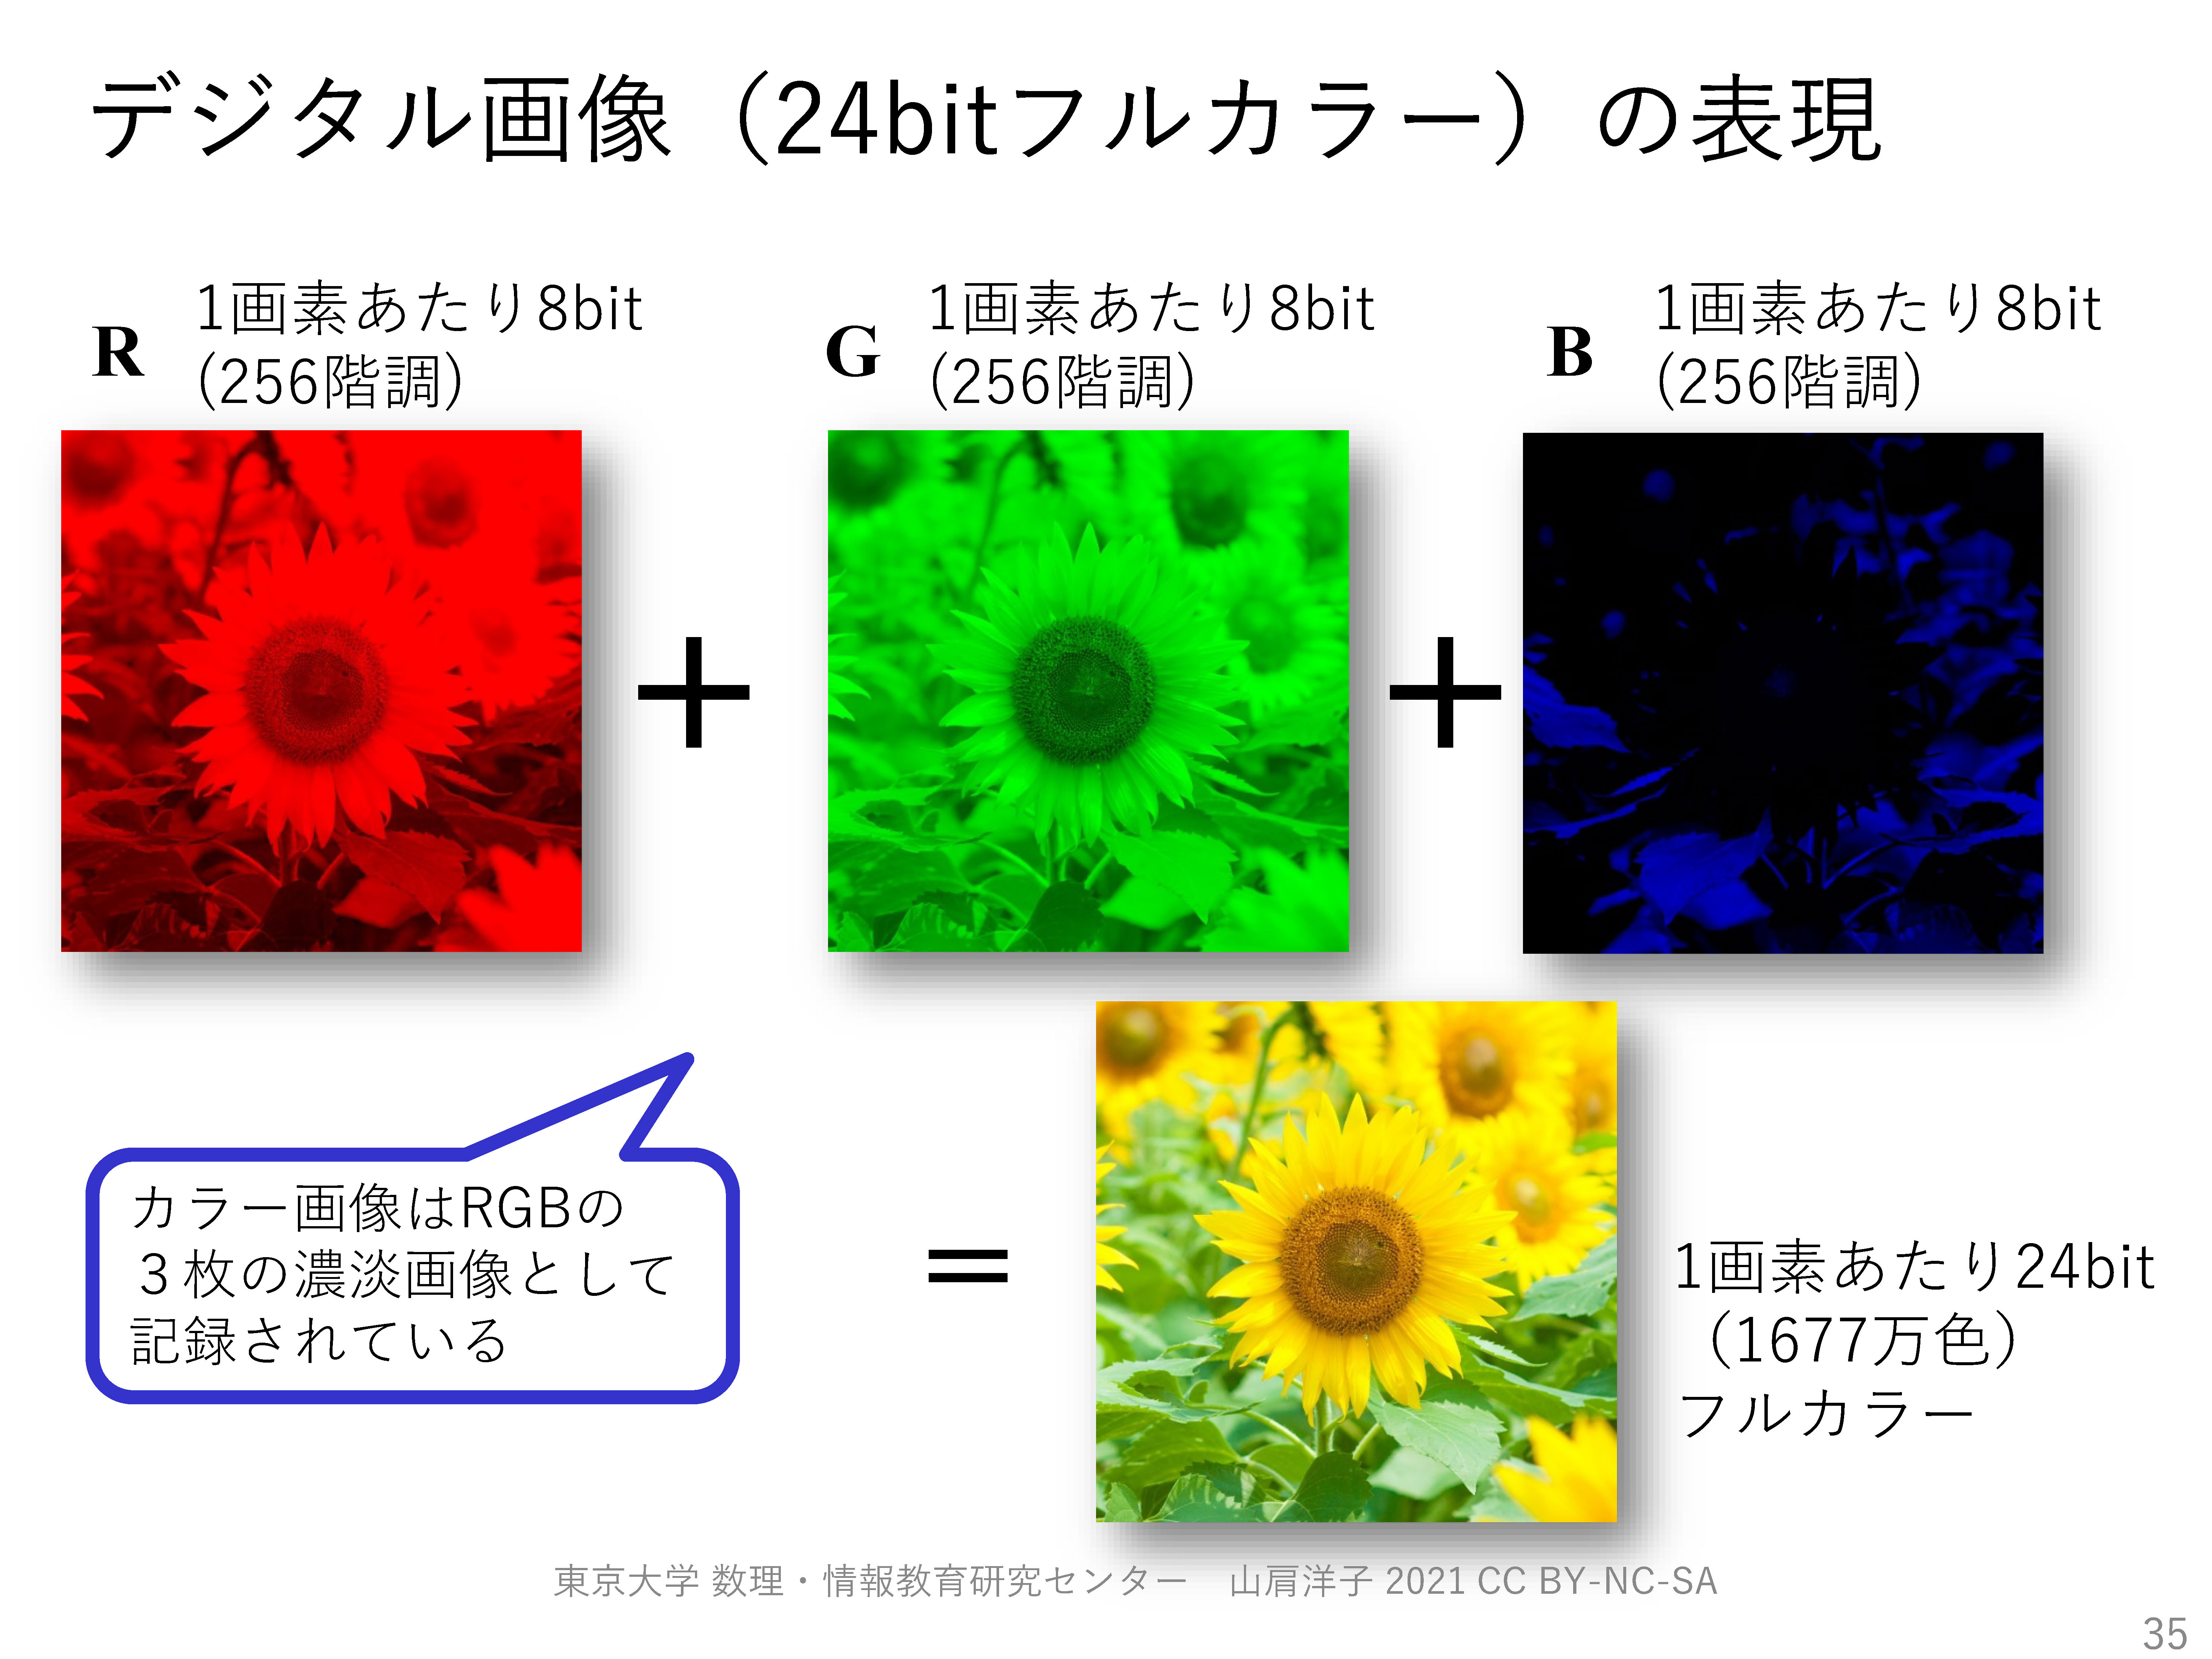 デジタル画像（24bitフルカラー）の表現
R
1画素あたり8bit
(256階調)
G
1画素あたり8bit
(256階調)
B
1画素あたり8bit
(256階調)
+
+
カラー画像はRGBの
３枚の濃淡画像として
記録されている
=
1画素あたり24bit
（1677万色）
フルカラー
東京大学 数理・情報教育研究センター　山肩洋子 2021 CC BY-NC-SA
35